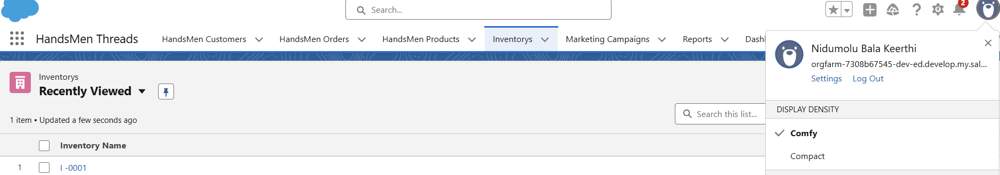 Search...
2
HandsMen Threads
HandsMen Customers
HandsMen Orders
HandsMen Products
Inventorys
Marketing Campaigns
Reports
Dash
Nidumolu Bala Keerthi
orgfarm-7308b67545-dev-ed.develop.my.sal...
Settings
Log Out
Inventorys
Recently Viewed
1 item • Updated a few seconds ago
Search this list...
DISPLAY DENSITY
Comfy
Compact
Inventory Name
1
I -0001